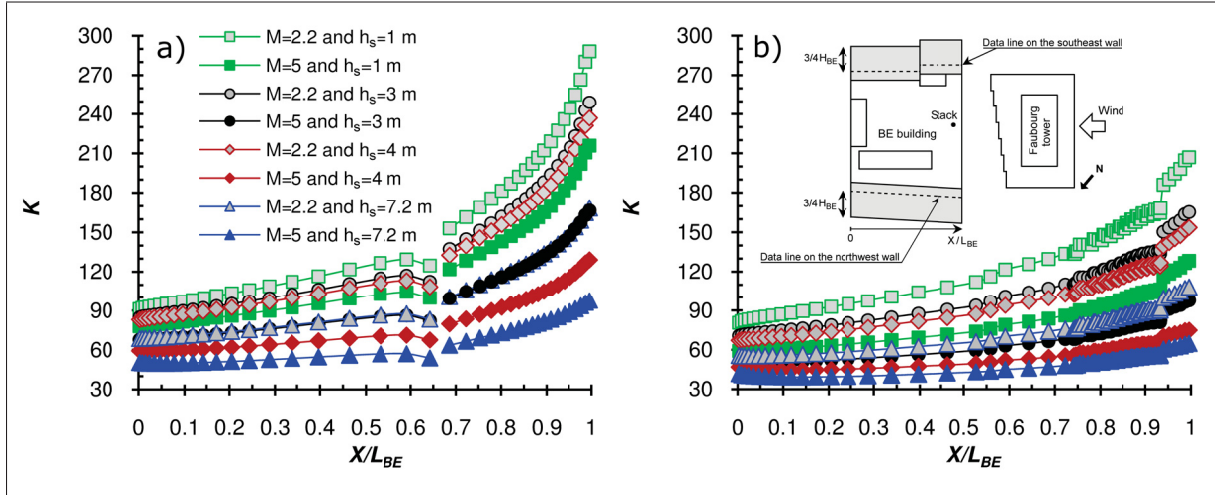 a)
300
270
240
210
180
150
120
90
60
30
K
M=2.2 and hs=1 m
M=5 and hs=1 m
M=2.2 and hs=3 m
M=5 and hs=3 m
M=2.2 and hs=4 m
M=5 and hs=4 m
M=2.2 and hs=7.2 m
M=5 and hs=7.2 m
0 0.1 0.2 0.3 0.4 0.5 0.6 0.7 0.8 0.9 1
X/LBE
b)
300
270
240
210
180
150
120
90
60
30
K
Data line on the southeast wall
3/4HBE
Sack
BE building
Faubourg
tower
Wind
N
3/4HBE
0
X/LBE
Data line on the northwest wall
0 0.1 0.2 0.3 0.4 0.5 0.6 0.7 0.8 0.9 1
X/LBE